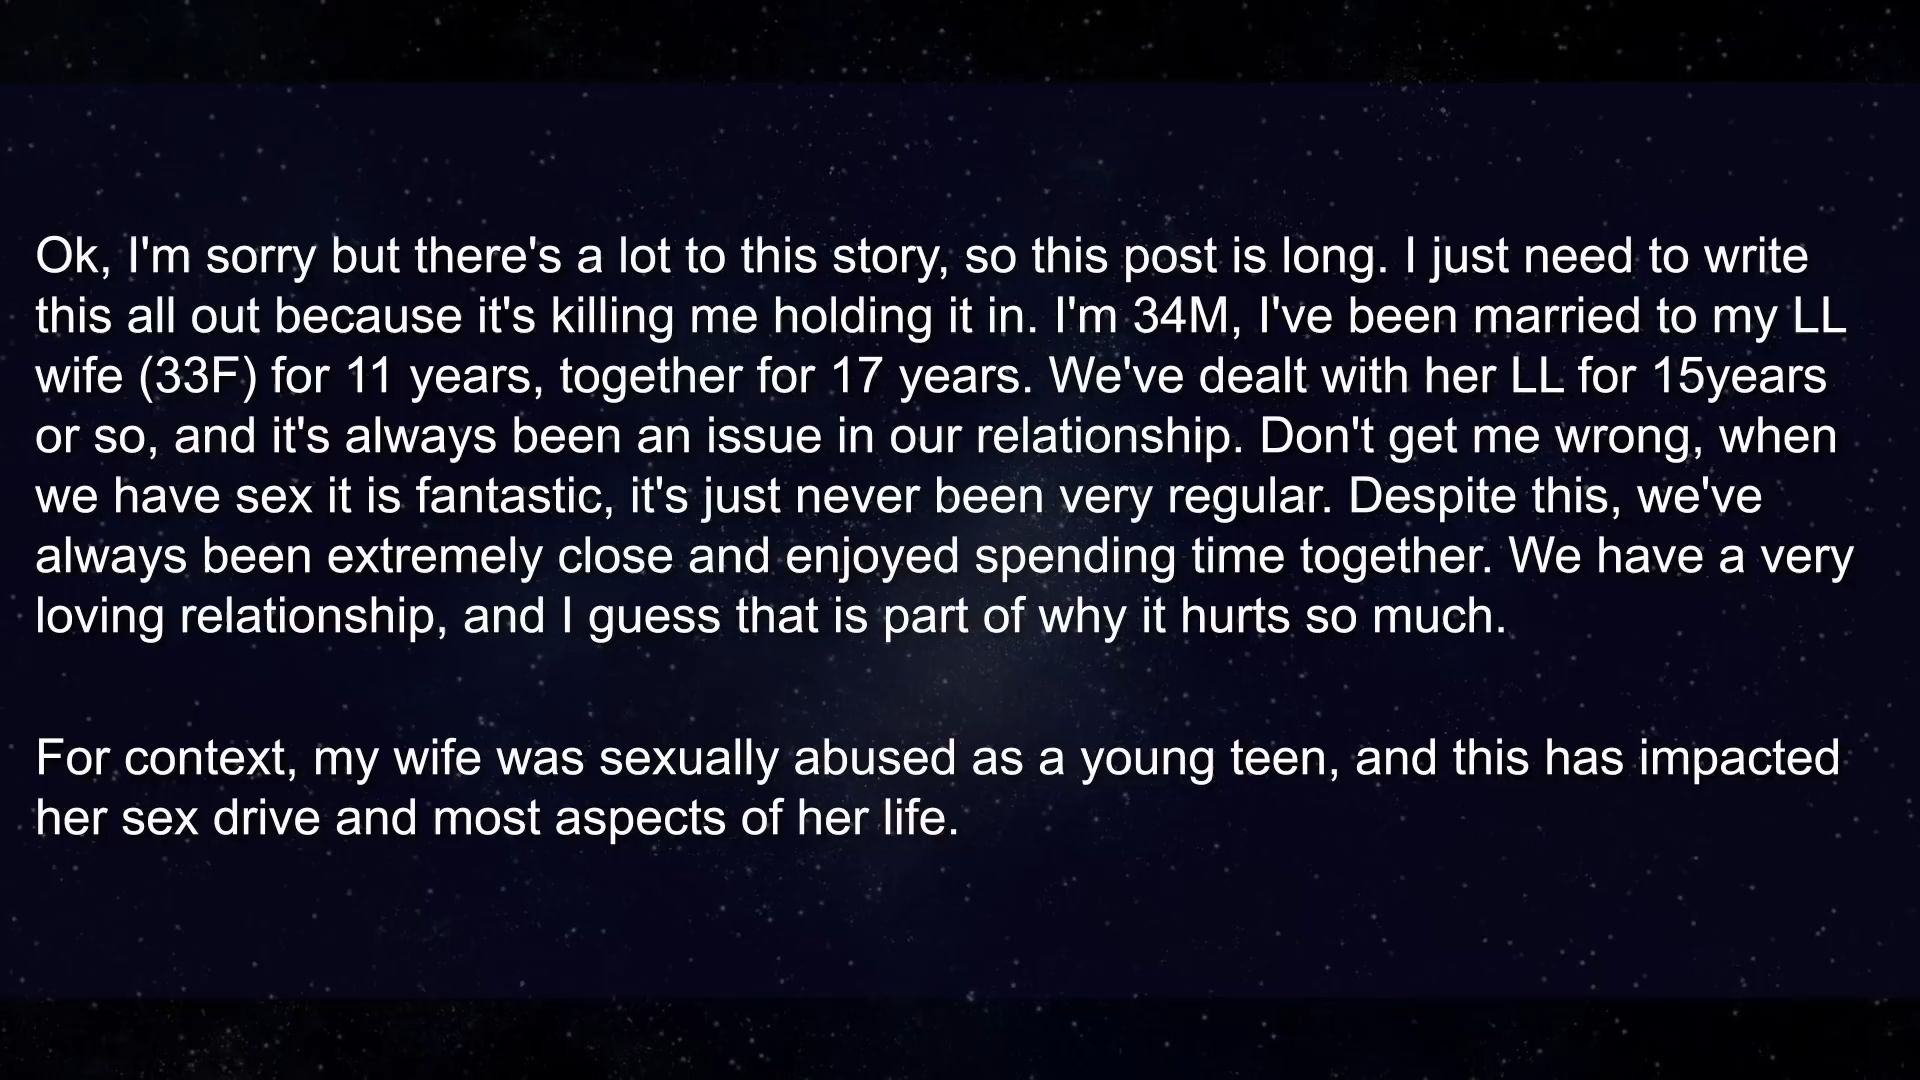 Ok, I'm sorry but there's a lot to this story, so this post is long. I just need to write
this all out because it's killing me holding it in. I'm 34M, I've been married to my LL
wife (33F) for 11 years, together for 17 years. We've dealt with her LL for 15years
or so, and it's always been an issue in our relationship. Don't get me wrong, when
we have sex it is fantastic, it's just never been very regular. Despite this, we've
always been extremely close and enjoyed spending time together. We have a very
loving relationship, and I guess that is part of why it hurts so much.
For context, my wife was sexually abused as a young teen, and this has impacted
her sex drive and most aspects of her life.